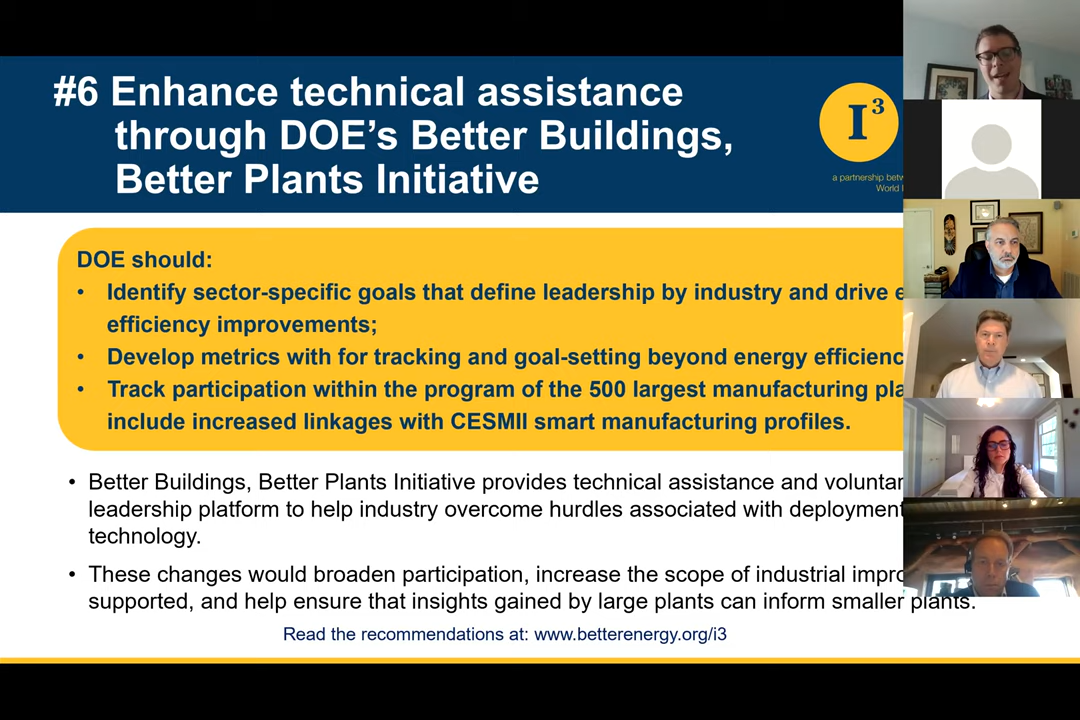 #6 Enhance technical assistance
through DOE’s Better Buildings,
Better Plants Initiative
I3
a partnership
World
DOE should:
• Identify sector-specific goals that define leadership by industry and drive
efficiency improvements;
• Develop metrics with for tracking and goal-setting beyond energy
• Track participation within the program of the 500 largest manufacturing
include increased linkages with CESMII smart manufacturing profiles.
• Better Buildings, Better Plants Initiative provides technical assistance and
leadership platform to help industry overcome hurdles associated with deployment
technology.
• These changes would broaden participation, increase the scope of industrial
supported, and help ensure that insights gained by large plants can inform smaller plants.
Read the recommendations at: www.betterenergy.org/i3